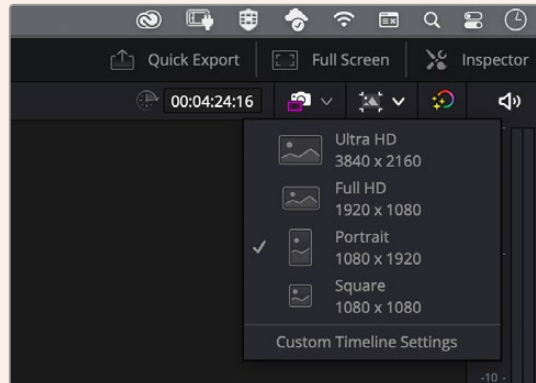 Quick Export
Full Screen
Inspector
00:04:24:16
Ultra HD
3840 x 2160
Full HD
1920 x 1080
Portrait
1080 x 1920
Square
1080 x 1080
Custom Timeline Settings
-10